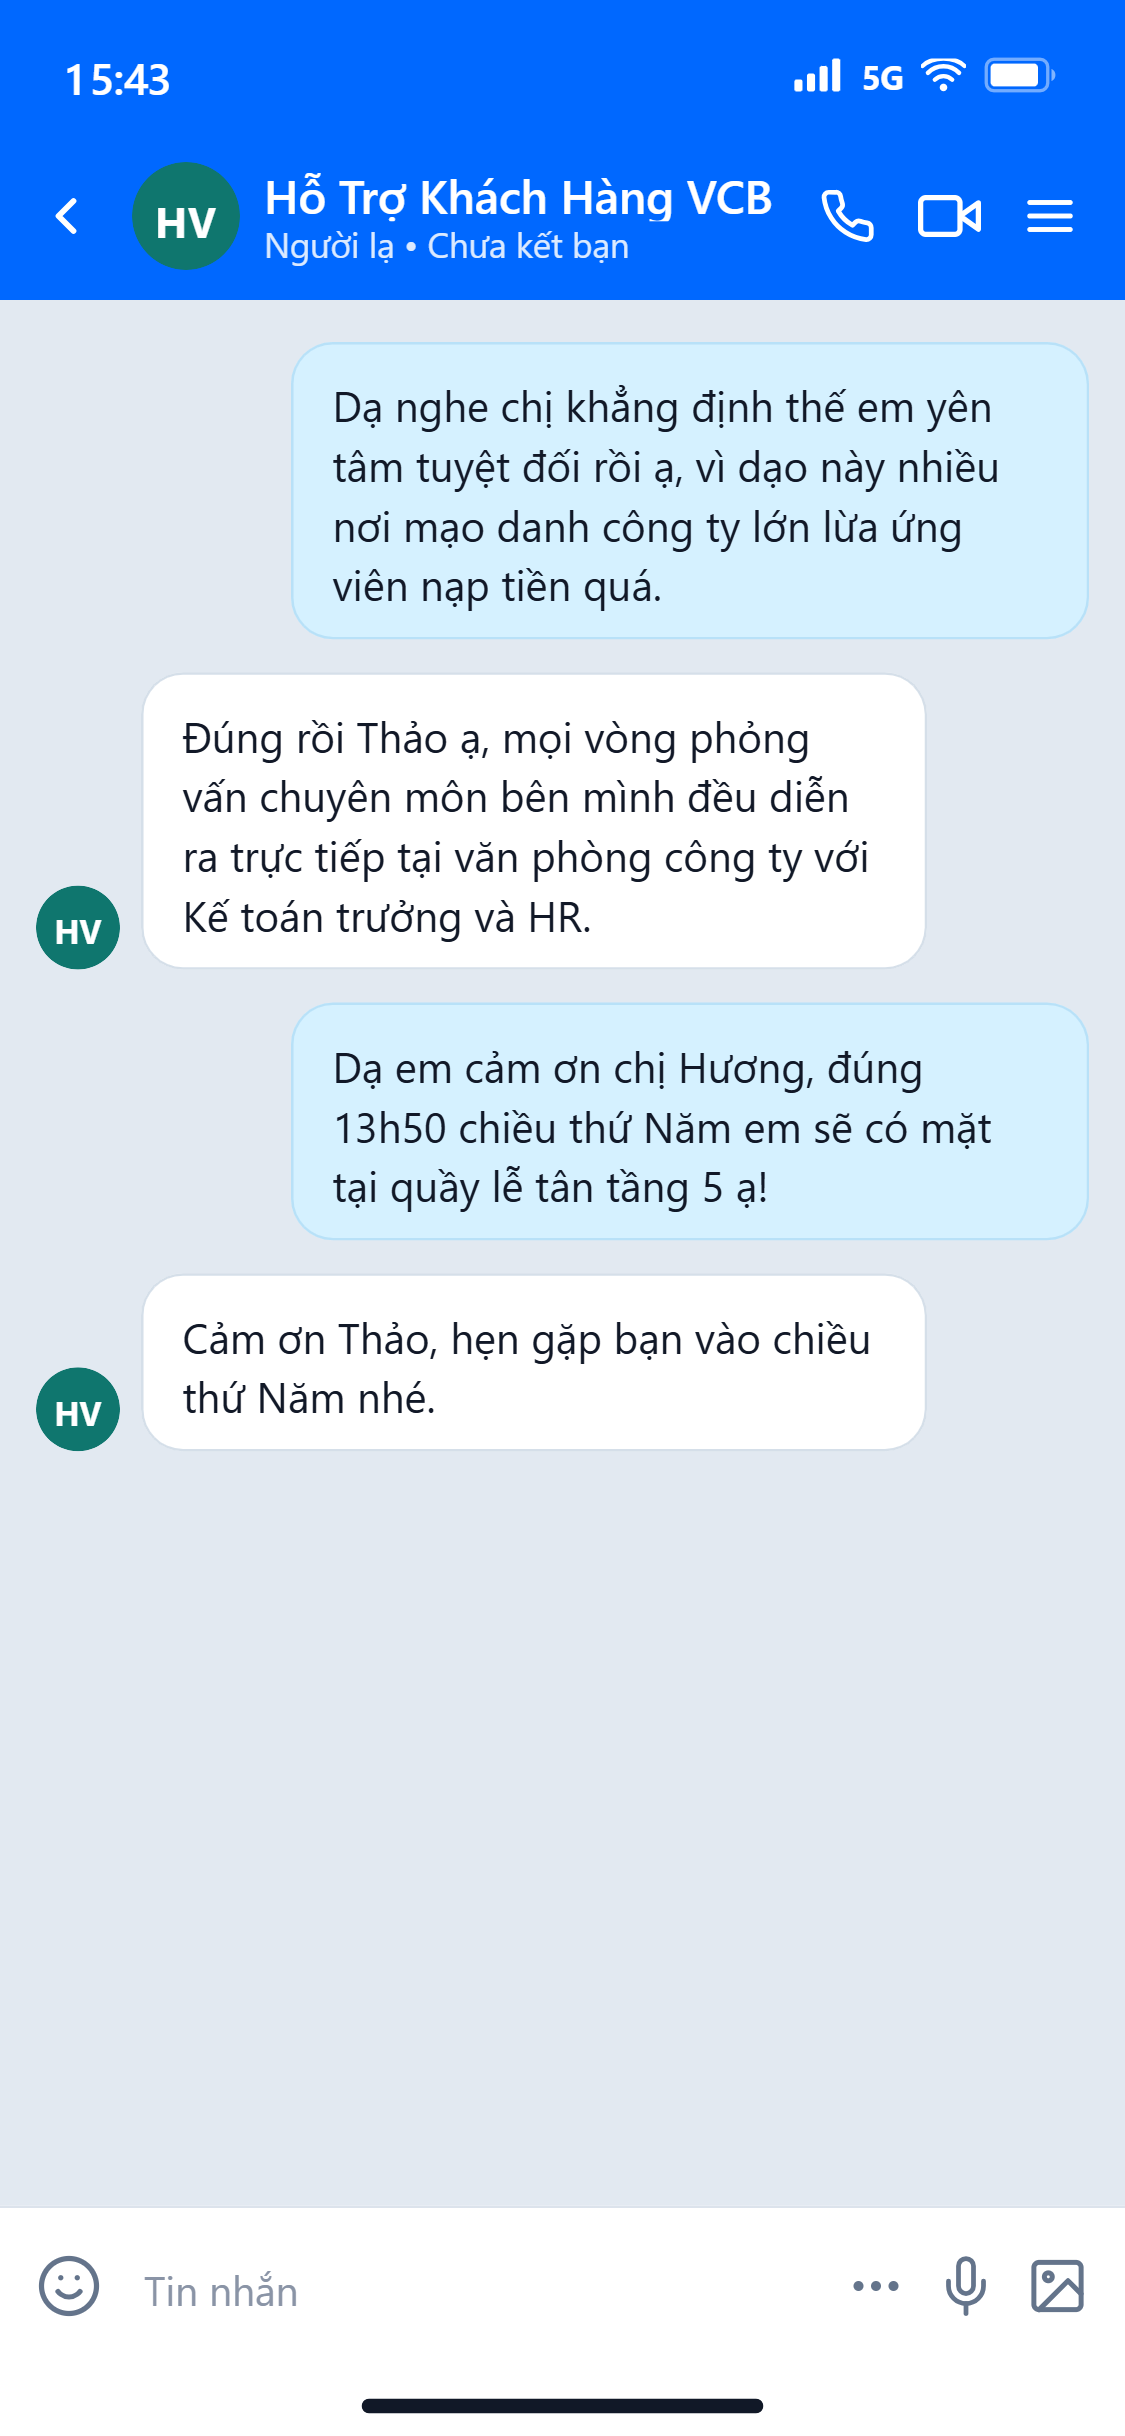 15:43
5G
HV
Hỗ Trợ Khách Hàng VCB
Người lạ • Chưa kết bạn
Dạ nghe chị khẳng định thế em yên
tâm tuyệt đối rồi ạ, vì dạo này nhiều
nơi mạo danh công ty lớn lừa ứng
viên nạp tiền quá.
Đúng rồi Thảo ạ, mọi vòng phỏng
vấn chuyên môn bên mình đều diễn
ra trực tiếp tại văn phòng công ty với
Kế toán trưởng và HR.
HV
Dạ em cảm ơn chị Hương, đúng
13h50 chiều thứ Năm em sẽ có mặt
tại quầy lễ tân tầng 5 ạ!
Cảm ơn Thảo, hẹn gặp bạn vào chiều
thứ Năm nhé.
HV
Tin nhắn